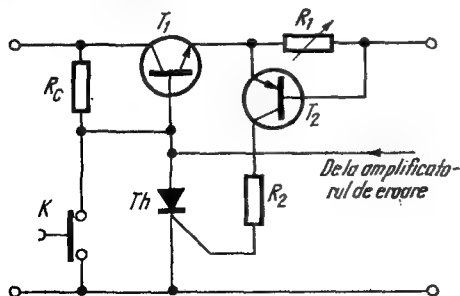 T1
R1
RC
T2
De la amplificato-
rul de eroare
K
Th
R2